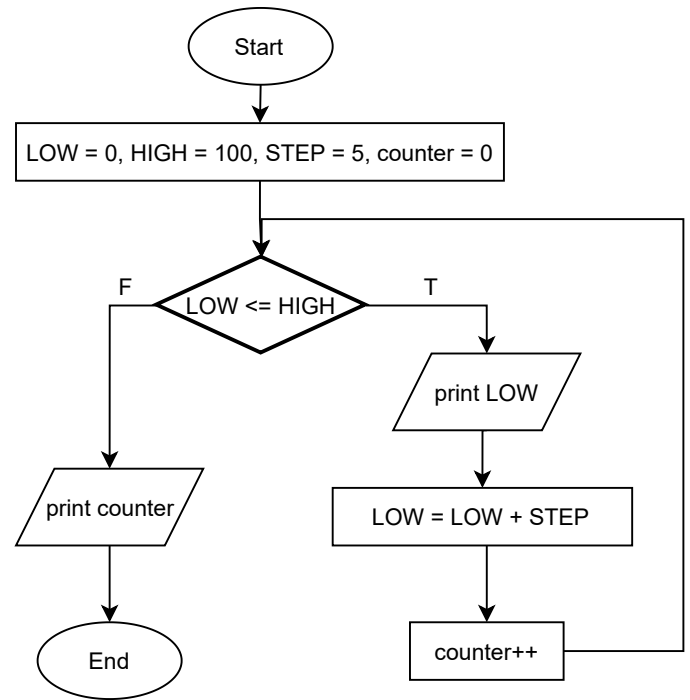 Start
LOW = 0, HIGH = 100, STEP = 5, counter = 0
F
T
LOW <= HIGH
print LOW
print counter
LOW = LOW + STEP
End
counter++